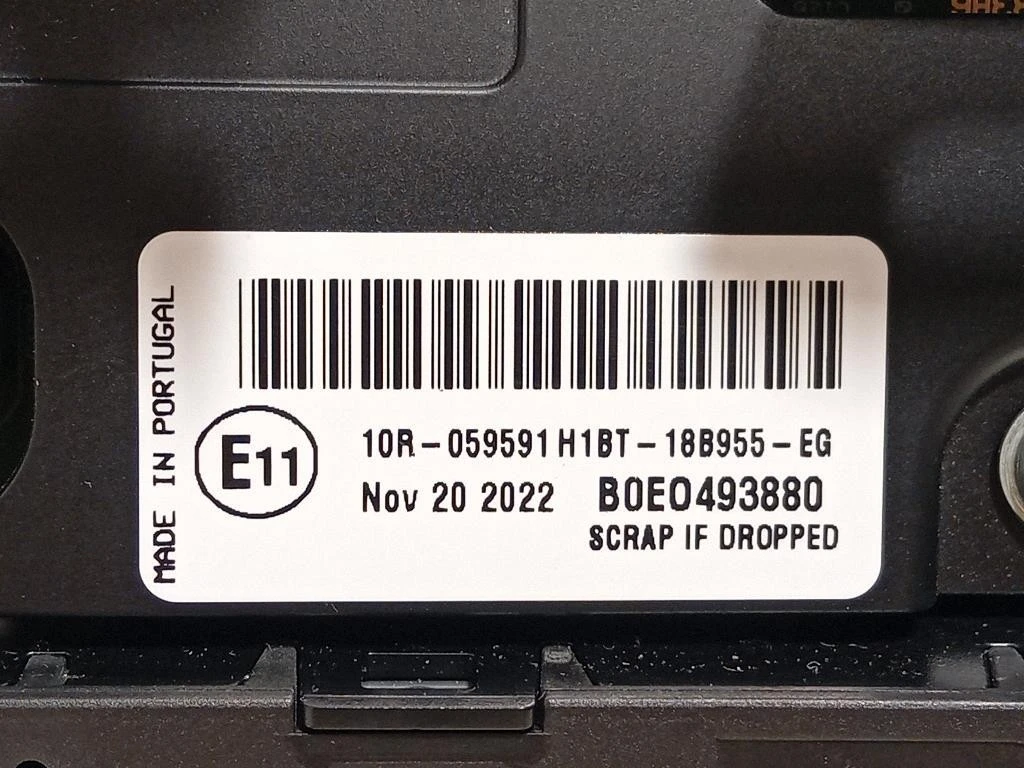 MADE IN PORTUGAL
E11
10R-059591 H1BT-18B955-EG
Nov 20 2022 B0E0493880
SCRAP IF DROPPED